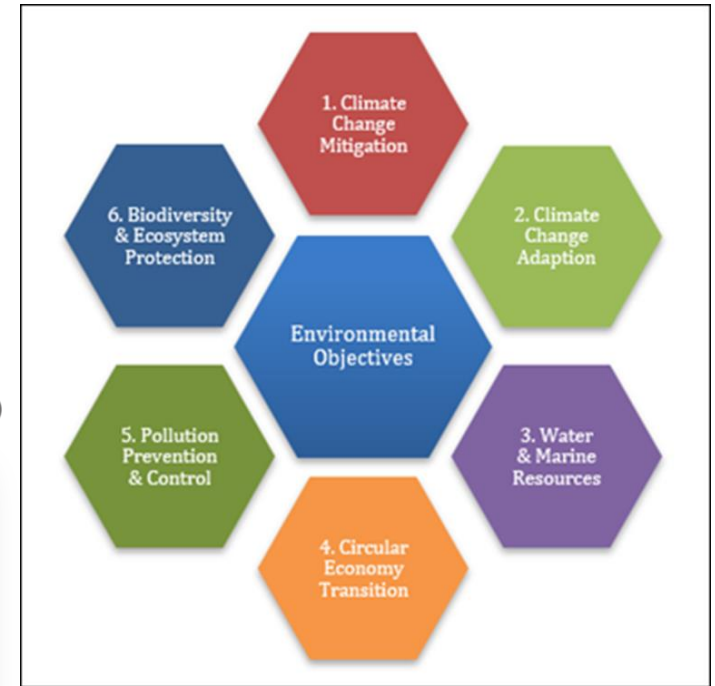 1. Climate
Change
Mitigation
2. Climate
Change
Adaption
3. Water
& Marine
Resources
4. Circular
Economy
Transition
5. Pollution
Prevention
& Control
6. Biodiversity
& Ecosystem
Protection
Environmental
Objectives